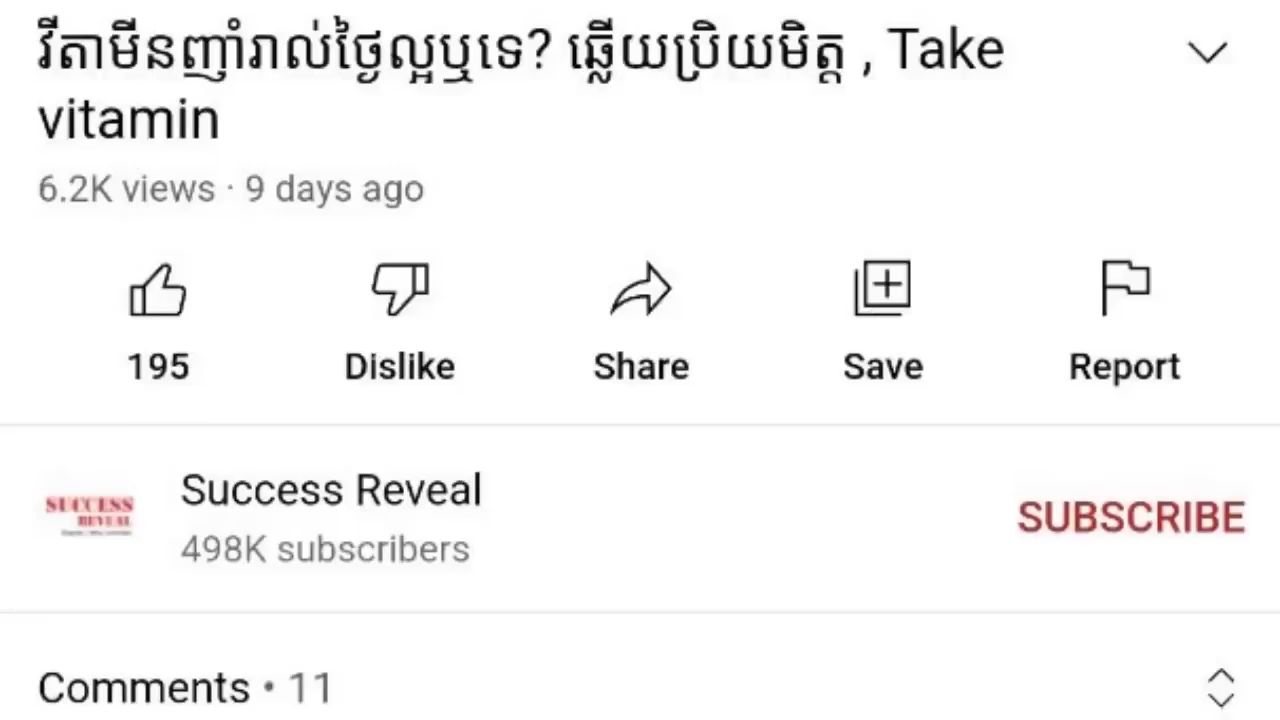 វីតាមីនញ៉ាំរាល់ថ្ងៃល្អឬទេ? ឆ្លើយប្រិយមិត្ត , Take
vitamin
6.2K views · 9 days ago
195
Dislike
Share
Save
Report
SUCCESS
REVEAL
Success Reveal
498K subscribers
SUBSCRIBE
Comments • 11